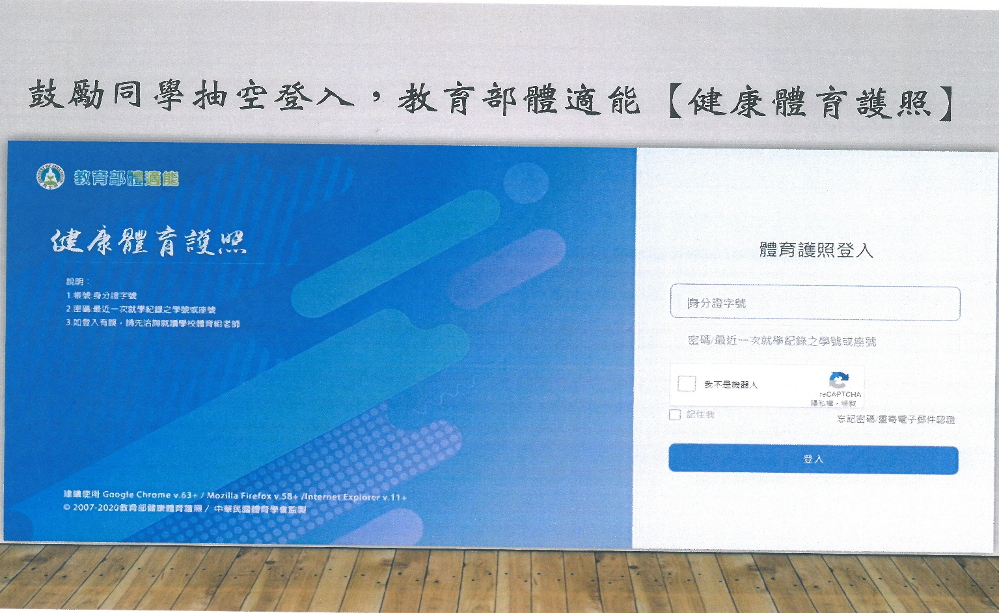 鼓勵同學抽空登入，教育部體適能【健康體育護照】
教育部體適能
健康體育護照
說明：
1.帳號:身分證字號
2.密碼:最近一次就學紀錄之學號或座號
3.如登入有誤，請先洽詢就讀學校體育組老師
建議使用 Google Chrome v.63+ / Mozilla Firefox v.58+ /Internet Explorer v.11+
© 2007-2020教育部健康體育護照 / 中華民國體育學會監製
體育護照登入
身分證字號
密碼/最近一次就學紀錄之學號或座號
我不是機器人
reCAPTCHA
隱私權 - 條款
記住我
忘記密碼/重寄電子郵件認證
登入